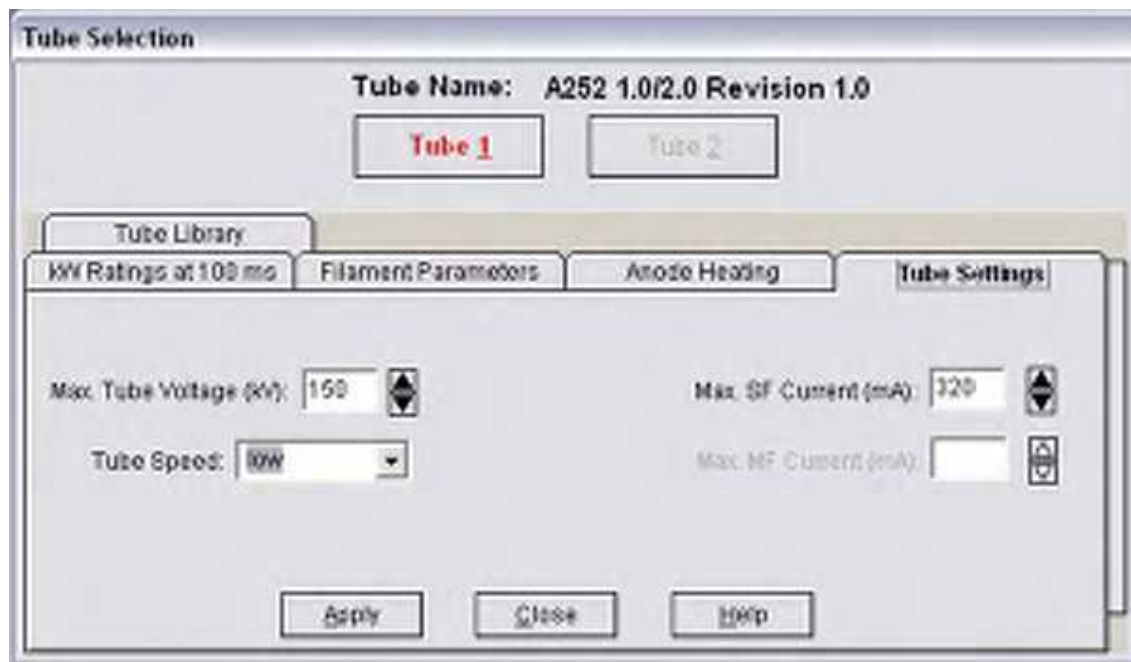 Tube Selection
Tube Name: A252 1.0/2.0 Revision 1.0
Tube 1 Tube 2
Tube Library
kW Ratings at 100 ms Filament Parameters Anode Heating Tube Settings
Max. Tube Voltage (kV): 150 Max. SF Current (mA): 320
Tube Speed: low Max. MF Current (mA):
Apply Close Help